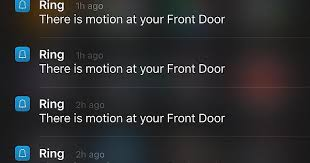 Ring 1h ago
There is motion at your Front Door
Ring 1h ago
There is motion at your Front Door
Ring 2h ago
There is motion at your Front Door
Ring 2h ago